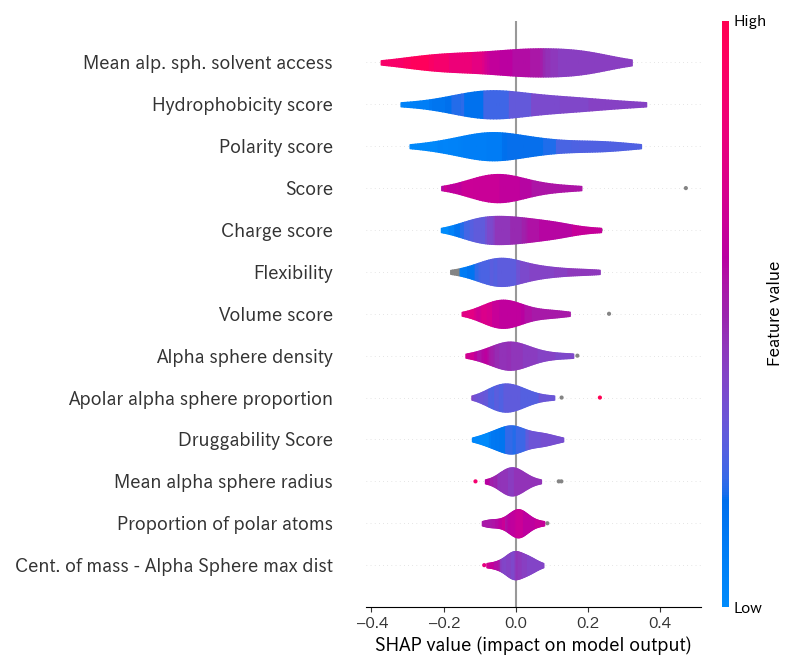 High
Mean alp. sph. solvent access
Hydrophobicity score
Polarity score
Score
Charge score
Flexibility
Volume score
Alpha sphere density
Apolar alpha sphere proportion
Druggability Score
Mean alpha sphere radius
Proportion of polar atoms
Cent. of mass - Alpha Sphere max dist
Feature value
Low
−0.4 −0.2 0.0 0.2 0.4
SHAP value (impact on model output)